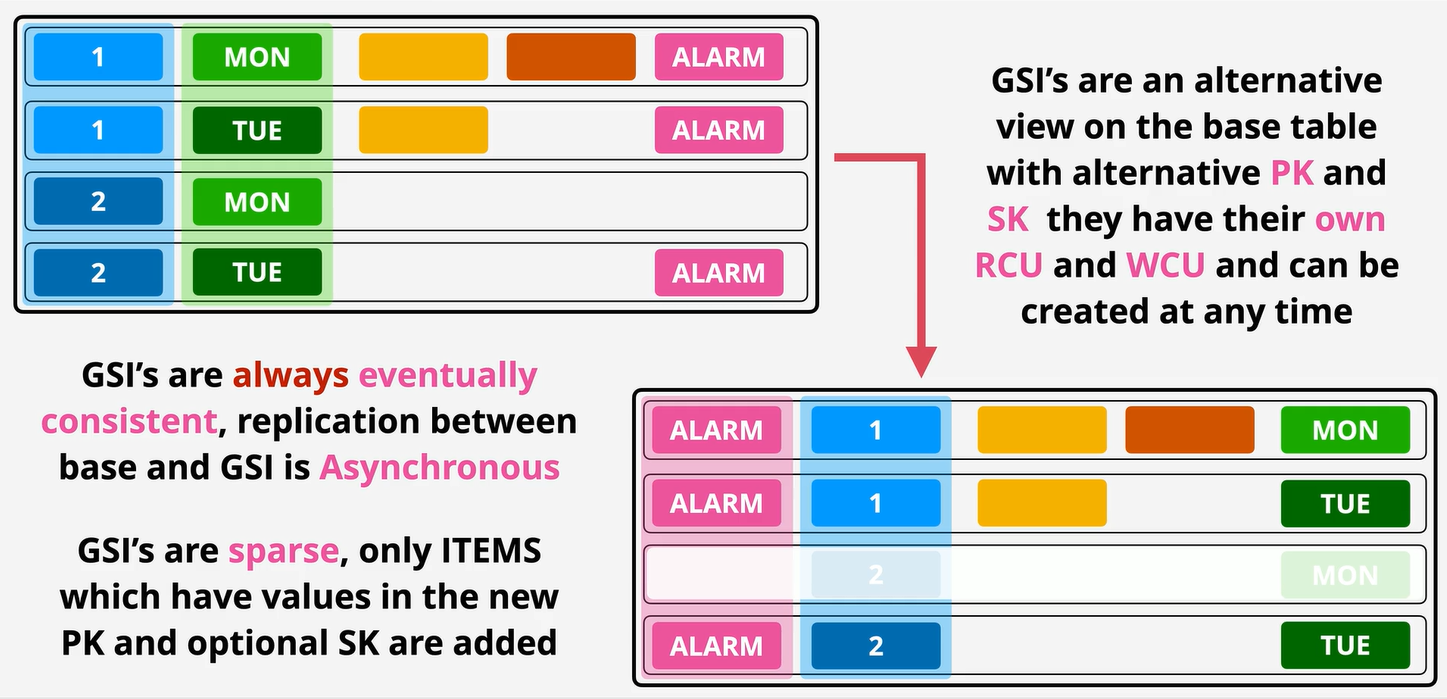 1 MON ALARM
1 TUE ALARM
2 MON
2 TUE ALARM
GSI’s are an alternative
view on the base table
with alternative PK and
SK they have their own
RCU and WCU and can be
created at any time
GSI’s are always eventually
consistent, replication between
base and GSI is Asynchronous
GSI’s are sparse, only ITEMS
which have values in the new
PK and optional SK are added
ALARM 1 MON
ALARM 1 TUE
2 MON
ALARM 2 TUE